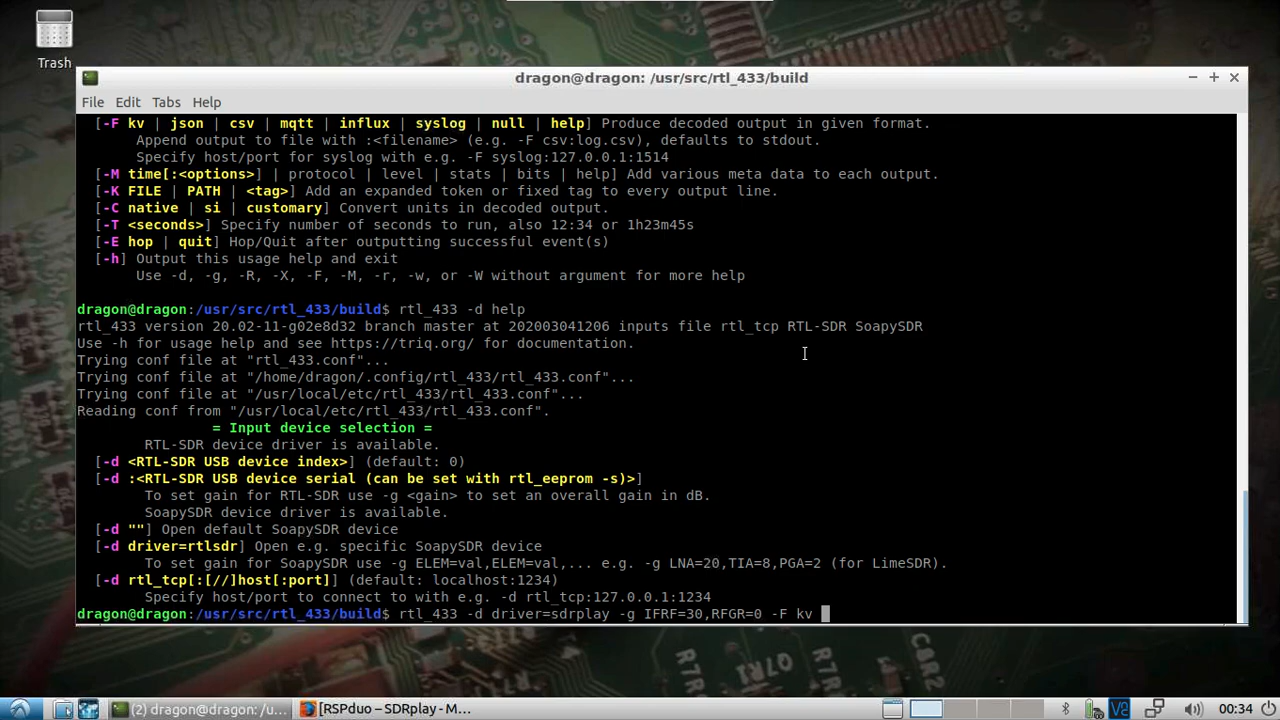 Trash
dragon@dragon: /usr/src/rtl_433/build
File Edit Tabs Help
[-F kv | json | csv | mqtt | influx | syslog | null | help] Produce decoded output in given format.
Append output to file with :<filename> (e.g. -F csv:log.csv), defaults to stdout.
Specify host/port for syslog with e.g. -F syslog:127.0.0.1:1514
[-M time[:<options>] | protocol | level | stats | bits | help] Add various meta data to each output.
[-K FILE | PATH | <tag>] Add an expanded token or fixed tag to every output line.
[-C native | si | customary] Convert units in decoded output.
[-T <seconds>] Specify number of seconds to run, also 12:34 or 1h23m45s
[-E hop | quit] Hop/Quit after outputting successful event(s)
[-h] Output this usage help and exit
Use -d, -g, -R, -X, -F, -M, -r, -w, or -W without argument for more help
dragon@dragon:/usr/src/rtl_433/build$ rtl_433 -d help
rtl_433 version 20.02-11-g02e8d32 branch master at 202003041206 inputs file rtl_tcp RTL-SDR SoapySDR
Use -h for usage help and see https://triq.org/ for documentation.
Trying conf file at "rtl_433.conf"...
Trying conf file at "/home/dragon/.config/rtl_433/rtl_433.conf"...
Trying conf file at "/usr/local/etc/rtl_433/rtl_433.conf"...
Reading conf from "/usr/local/etc/rtl_433/rtl_433.conf".
= Input device selection =
RTL-SDR device driver is available.
[-d <RTL-SDR USB device index>] (default: 0)
[-d :<RTL-SDR USB device serial (can be set with rtl_eeprom -s)>]
To set gain for RTL-SDR use -g <gain> to set an overall gain in dB.
SoapySDR device driver is available.
[-d ""] Open default SoapySDR device
[-d driver=rtlsdr] Open e.g. specific SoapySDR device
To set gain for SoapySDR use -g ELEM=val,ELEM=val,... e.g. -g LNA=20,TIA=8,PGA=2 (for LimeSDR).
[-d rtl_tcp[:[//]host[:port]] (default: localhost:1234)
Specify host/port to connect to with e.g. -d rtl_tcp:127.0.0.1:1234
dragon@dragon:/usr/src/rtl_433/build$ rtl_433 -d driver=sdrplay -g IFRF=30,RFGR=0 -F kv
(2) dragon@dragon: /u... [RSPduo – SDRplay - M... 00:34